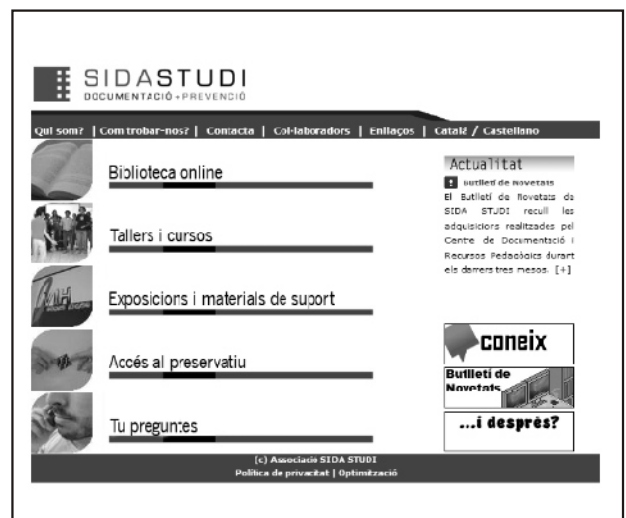 SIDASTUDI
DOCUMENTACIÓ+PREVENCIÓ
Qui som? | Com trobar-nos? | Contacta | Col·laboradors | Enllaços | Català / Castellano
Biblioteca online
Tallers i cursos
Exposicions i materials de suport
Accés al preservatiu
Tu preguntes
Actualitat
Butlletí de Novetats
El Butlletí de Novetats de
SIDA STUDI recull les
adquisicions realitzades pel
Centre de Documentació i
Recursos Pedagògics durant
els darrers tres mesos. [+]
coneix
Butlletí de
Novetats
...i desprès?
(c) Associació SIDA STUDI
Política de privacitat | Optimització